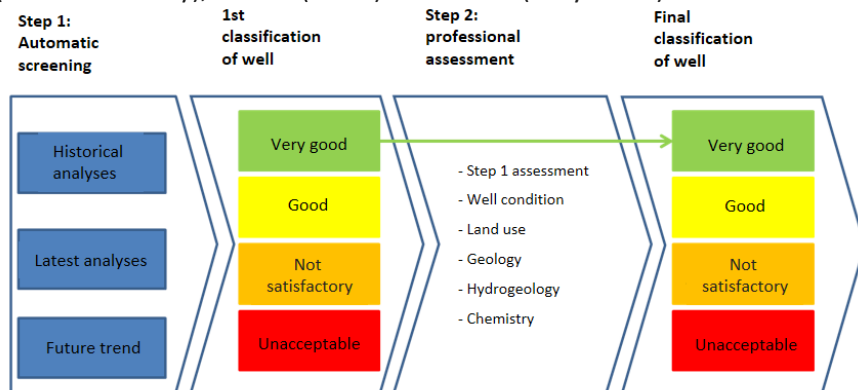 Step 1:
Automatic
screening
1st
classification
of well
Step 2:
professional
assessment
Final
classification
of well
Historical
analyses
Latest analyses
Future trend
Very good
Good
Not
satisfactory
Unacceptable
- Step 1 assessment
- Well condition
- Land use
- Geology
- Hydrogeology
- Chemistry
Very good
Good
Not
satisfactory
Unacceptable